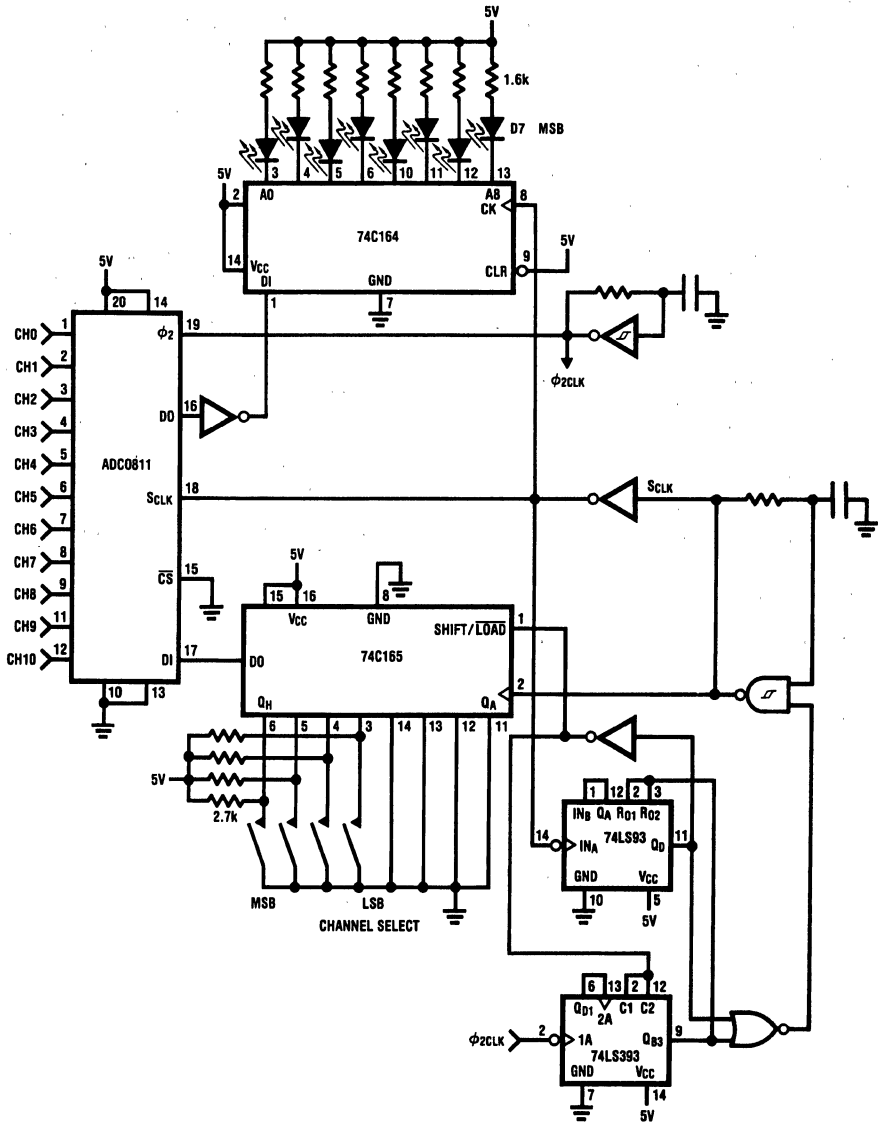 5V
1.6k
D7 MSB
3 4 5 6 10 11 12 13
5V
2 A0 A8 8
CK
74C164
5V
9
14 VCC CLR
DI GND
1 7
5V
20 14
CH0 1 ϕ2 19
CH1 2
ϕ2CLK
CH2 3
DO 16
CH3 4
CH4 5
ADC0811
CH5 6 SCLK 18 SCLK
CH6 7
CH7 8
5V
CS 15
CH8 9
15 16 8
VCC GND
CH9 11 SHIFT/LOAD 1
CH10 12 DI 17 DO 74C165
10 13
2
QH QA
6 5 4 3 14 13 12 11
5V
2.7k
1 12 2 3
INB QA R01 R02
74LS93
14 INA QD 11
GND VCC
10 5
5V
MSB LSB
CHANNEL SELECT
6 13 2 12
QD1 C1 C2
2A
ϕ2CLK 2 1A QB3 9
74LS393
GND VCC
7 14
5V